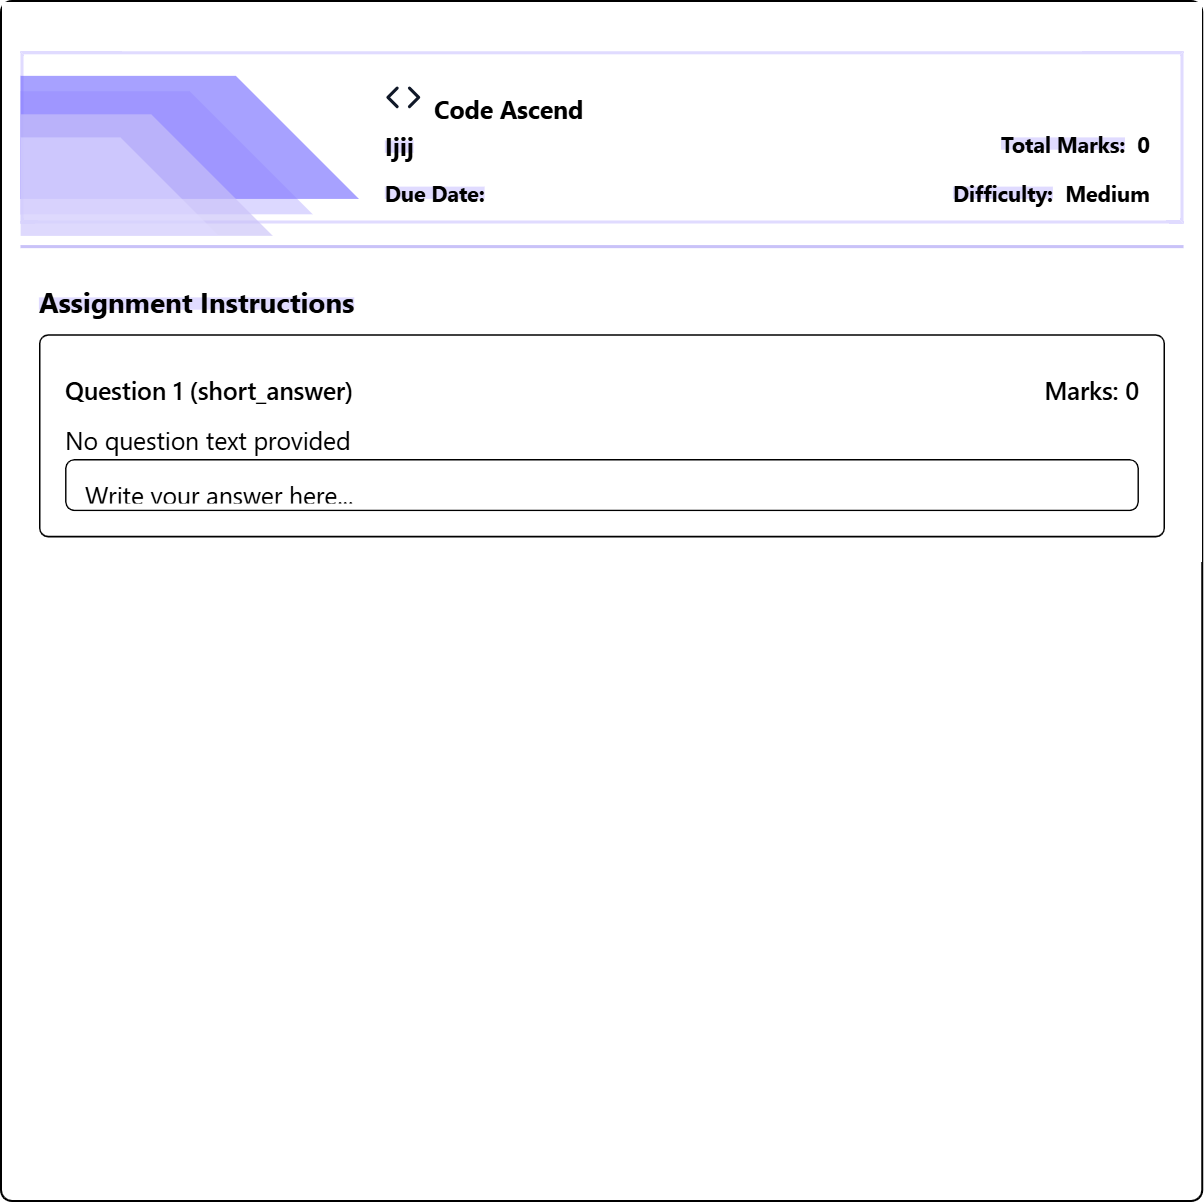 Code Ascend
Ijij
Total Marks: 0
Due Date:
Difficulty: Medium
Assignment Instructions
Question 1 (short_answer)
Marks: 0
No question text provided
Write your answer here...